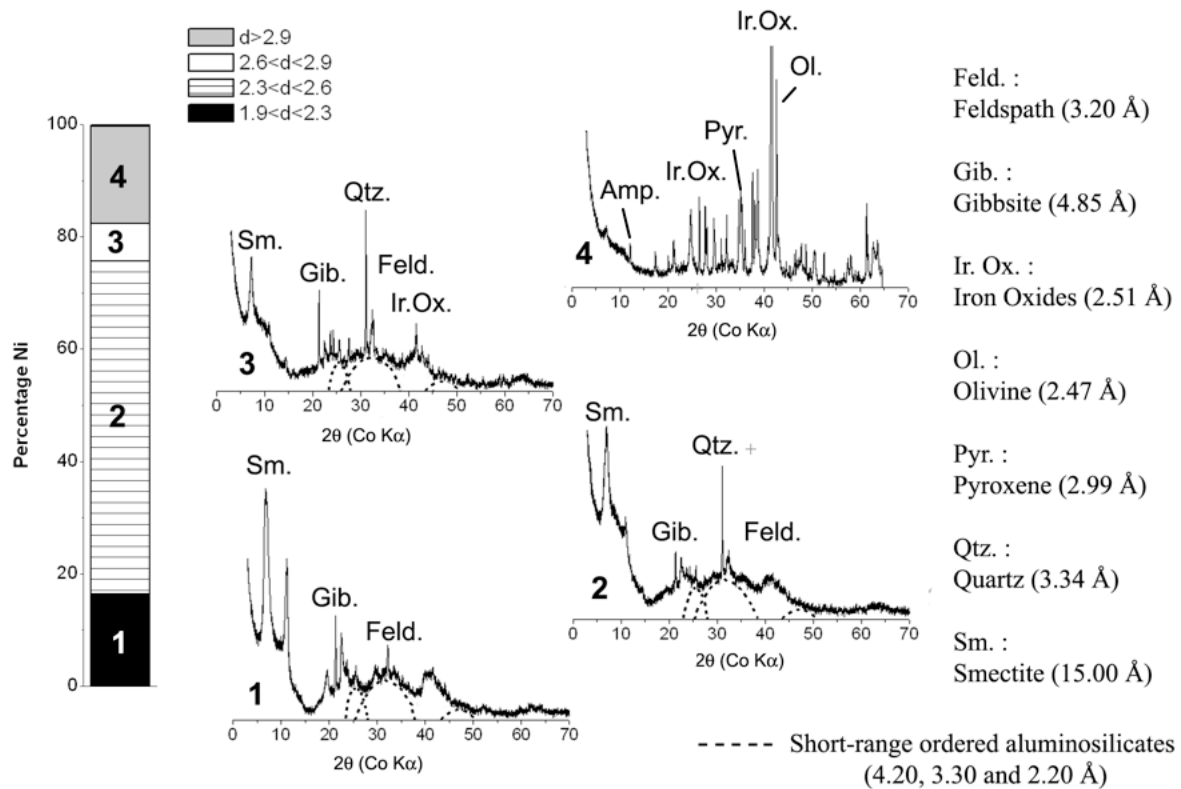 d>2.9
2.6<d<2.9
2.3<d<2.6
1.9<d<2.3
Percentage Ni
100
80
60
40
20
0
4
3
2
1
Sm.
Gib.
Qtz.
Feld.
Ir.Ox.
3
0 10 20 30 40 50 60 70
2θ (Co Kα)
Amp.
Ir.Ox.
Pyr.
Ir.Ox.
Ol.
4
0 10 20 30 40 50 60 70
2θ (Co Kα)
Sm.
Gib.
Feld.
1
0 10 20 30 40 50 60 70
2θ (Co Kα)
Sm.
Gib.
Qtz.
Feld.
2
0 10 20 30 40 50 60 70
2θ (Co Kα)
Feld. :
Feldspath (3.20 Å)
Gib. :
Gibbsite (4.85 Å)
Ir. Ox. :
Iron Oxides (2.51 Å)
Ol. :
Olivine (2.47 Å)
Pyr. :
Pyroxene (2.99 Å)
Qtz. :
Quartz (3.34 Å)
Sm. :
Smectite (15.00 Å)
Short-range ordered aluminosilicates
(4.20, 3.30 and 2.20 Å)